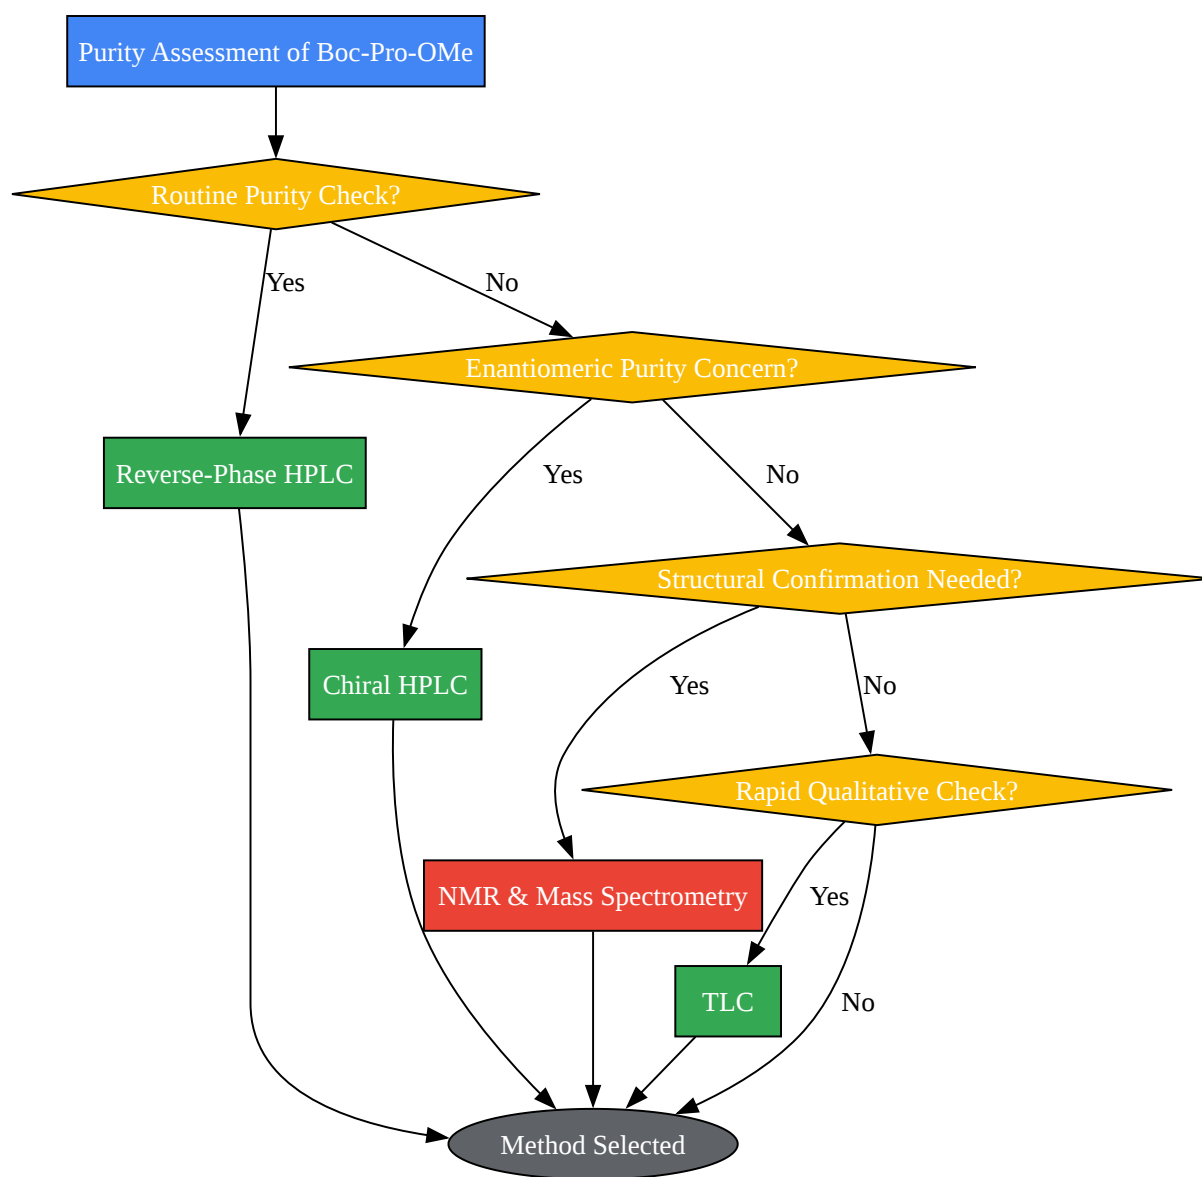 Purity Assessment of Boc-Pro-OMe
Routine Purity Check?
Yes
No
Enantiomeric Purity Concern?
Reverse-Phase HPLC
Yes
No
Structural Confirmation Needed?
Chiral HPLC
Yes
No
Rapid Qualitative Check?
NMR & Mass Spectrometry
Yes
TLC
No
Method Selected